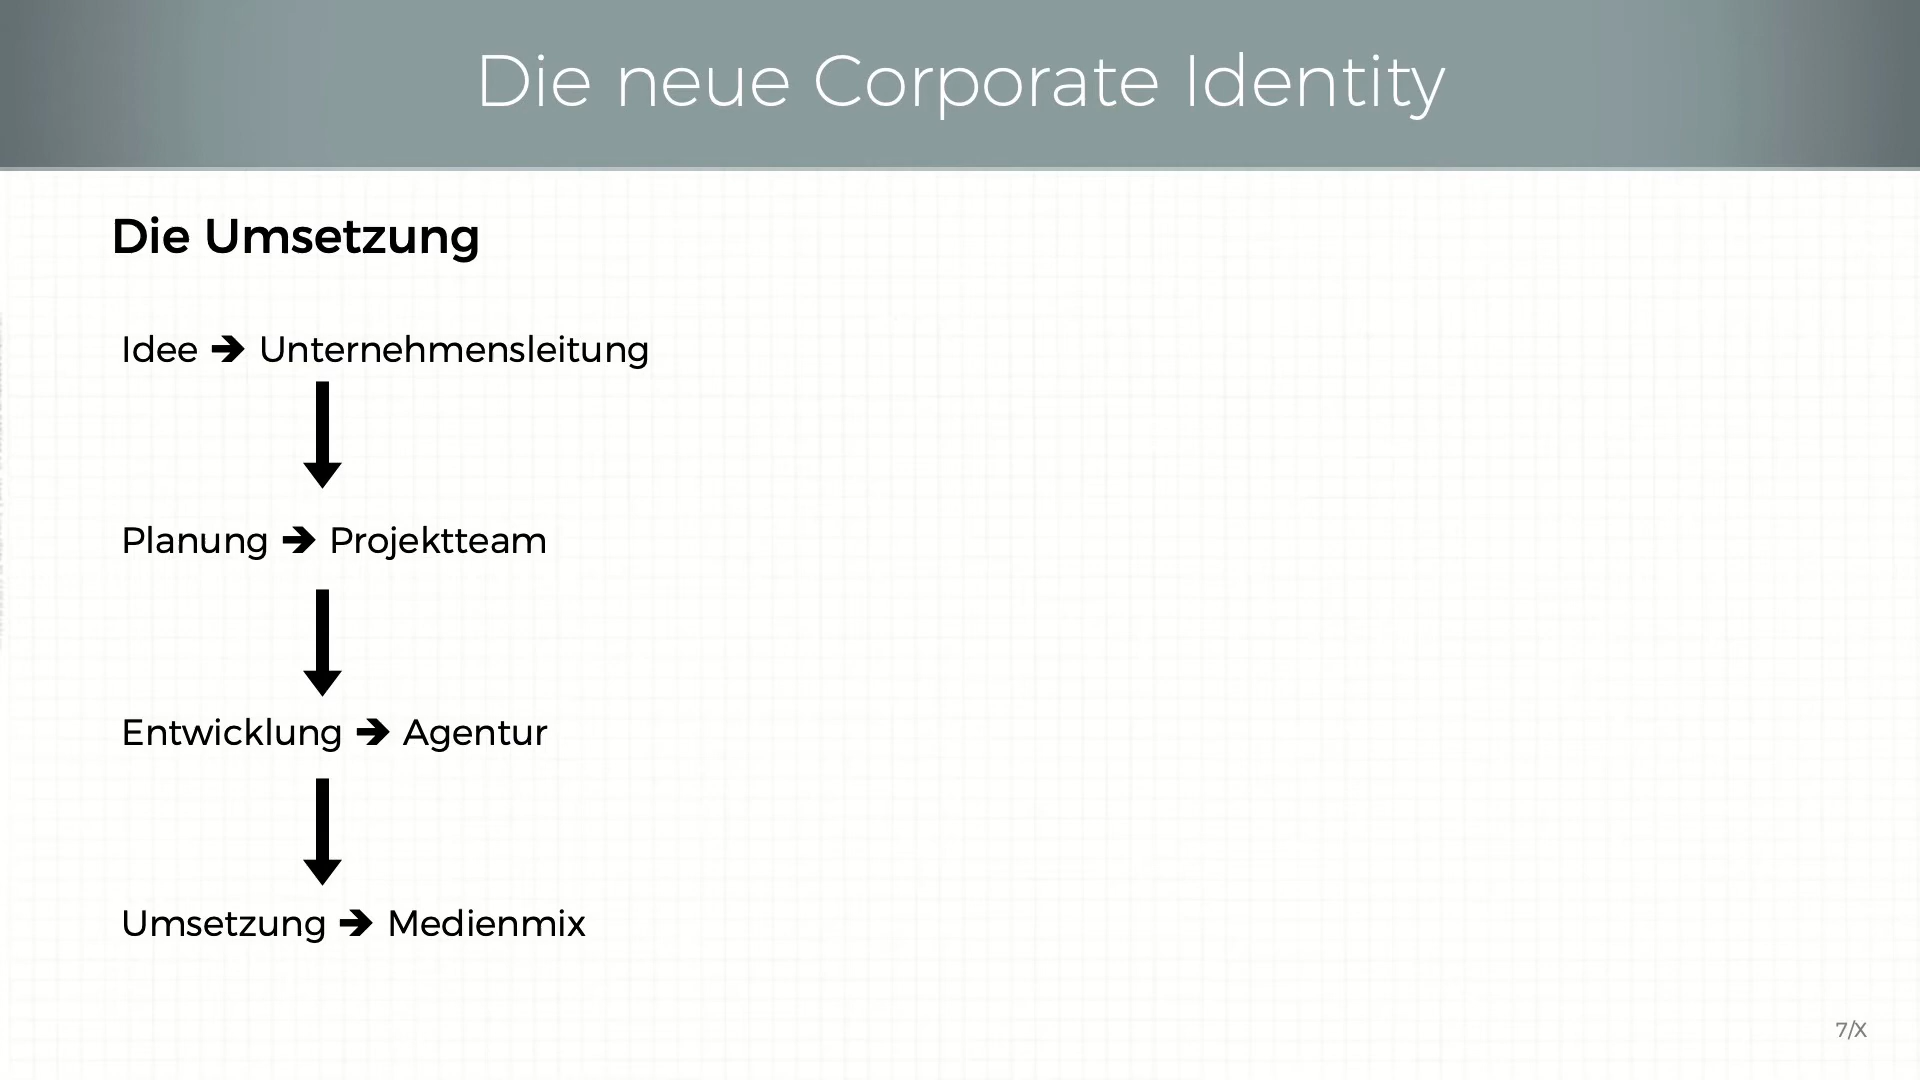 Die neue Corporate Identity
Die Umsetzung
Idee ➔ Unternehmensleitung
Planung ➔ Projektteam
Entwicklung ➔ Agentur
Umsetzung ➔ Medienmix
7/X